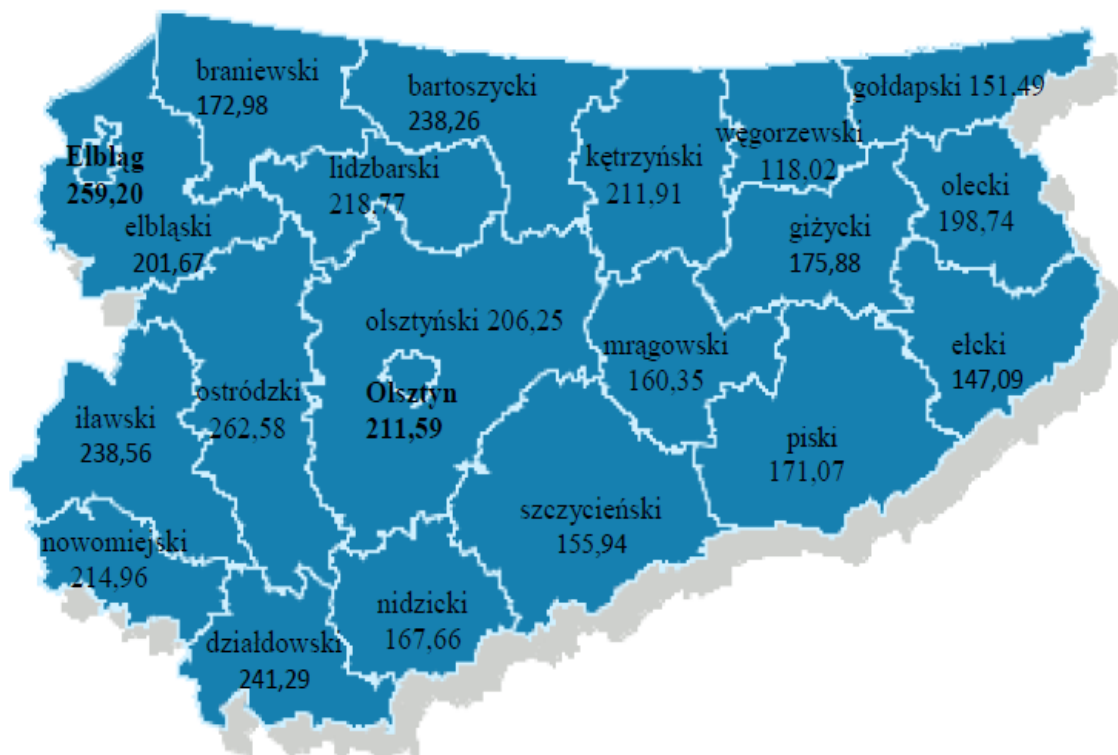 braniewski
172,98
bartoszycki
238,26
gołdapski 151.49
węgorzewski
118,02
Elbląg
259,20
lidzbarski
218,77
kętrzyński
211,91
olecki
198,74
elbląski
201,67
giżycki
175,88
olsztyński 206,25
mrągowski
160,35
ełcki
147,09
ostródzki
262,58
Olsztyn
211,59
iławski
238,56
piski
171,07
szczycieński
155,94
nowomiejski
214,96
nidzicki
167,66
działdowski
241,29